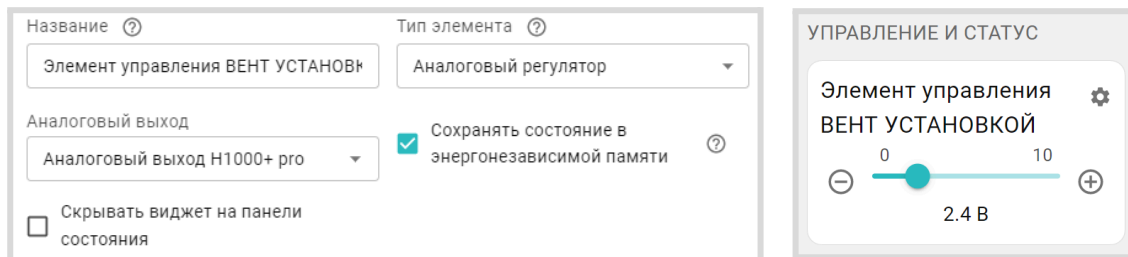 Название
Тип элемента
Элемент управления ВЕНТ УСТАНОВК
Аналоговый регулятор
Аналоговый выход
Аналоговый выход H1000+ pro
Сохранять состояние в
энергонезависимой памяти
Скрывать виджет на панели
состояния
УПРАВЛЕНИЕ И СТАТУС
Элемент управления
ВЕНТ УСТАНОВКОЙ
0 10
2.4 В